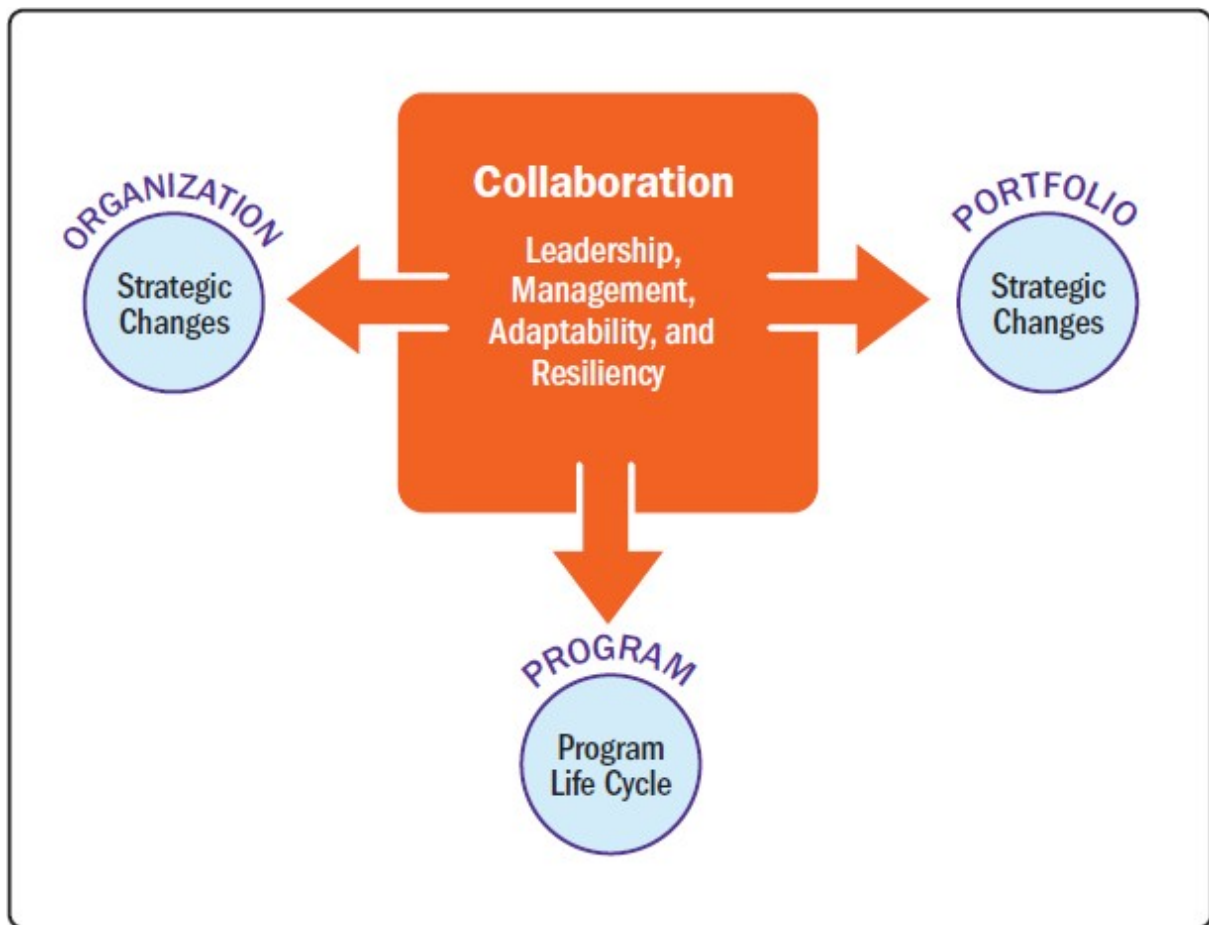 Collaboration
Leadership,
Management,
Adaptability, and
Resiliency
ORGANIZATION
Strategic
Changes
PORTFOLIO
Strategic
Changes
PROGRAM
Program
Life Cycle